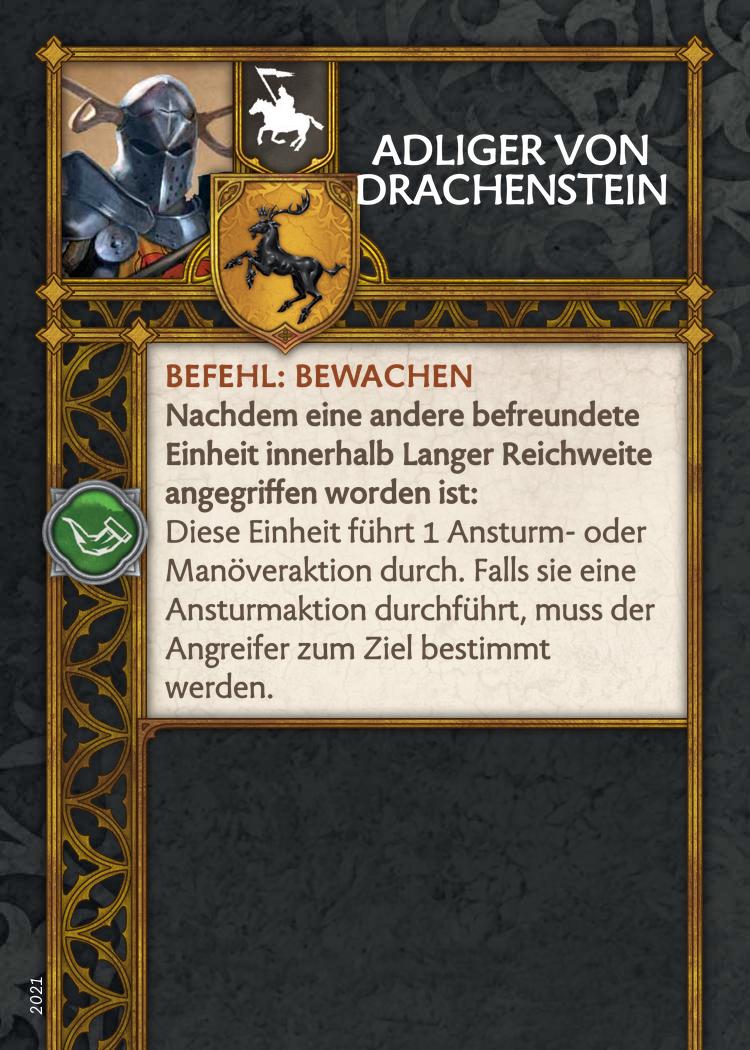 ADLIGER VON
DRACHENSTEIN
BEFEHL: BEWACHEN
Nachdem eine andere befreundete
Einheit innerhalb Langer Reichweite
angegriffen worden ist:
Diese Einheit führt 1 Ansturm- oder
Manöveraktion durch. Falls sie eine
Ansturmaktion durchführt, muss der
Angreifer zum Ziel bestimmt
werden.
2021